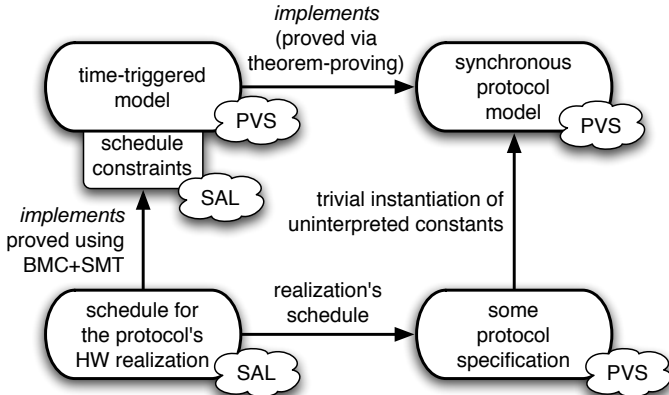 implements
(proved via
theorem-proving)
time-triggered
model
PVS
synchronous
protocol
model
PVS
schedule
constraints
SAL
implements
proved using
BMC+SMT
trivial instantiation of
uninterpreted constants
schedule for
the protocol's
HW realization
SAL
realization's
schedule
some
protocol
specification
PVS